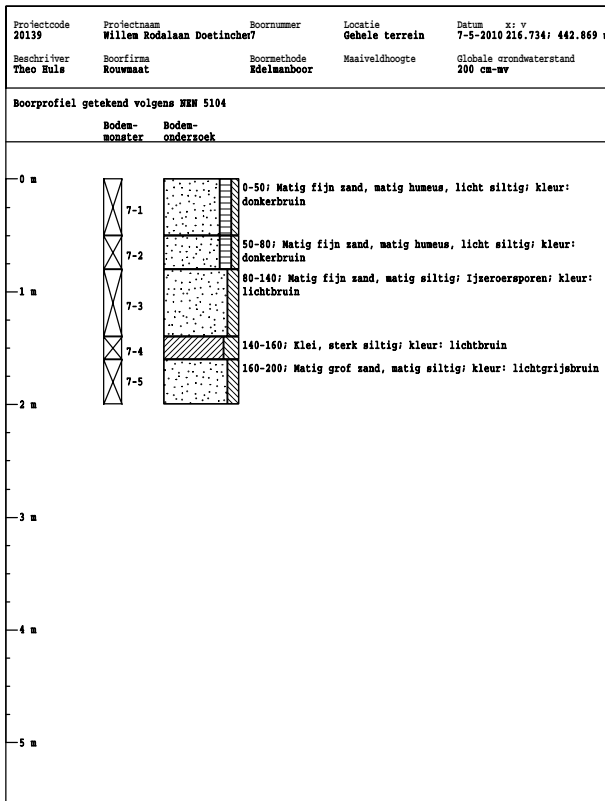 Projectcode Projectnaam Boornummer Locatie Datum x: y
20139 Willem Rodalaan Doetinchem 7 Gehele terrein 7-5-2010 216.734; 442.869
Beschrijver Boorfirma Boormethode Maaiveldhoogte Globale grondwaterstand
Theo Huls Rouwmaat Edelmanboor 200 cm-mv
Boorprofiel getekend volgens NEN 5104
Bodem- Bodem-
monster onderzoek
0 m
0-50; Matig fijn zand, matig humeus, licht siltig; kleur:
donkerbruin
7-1
50-80; Matig fijn zand, matig humeus, licht siltig; kleur:
donkerbruin
7-2
80-140; Matig fijn zand, matig siltig; Ijzeroersporen; kleur:
lichtbruin
1 m
7-3
140-160; Klei, sterk siltig; kleur: lichtbruin
7-4
160-200; Matig grof zand, matig siltig; kleur: lichtgrijsbruin
7-5
2 m
3 m
4 m
5 m